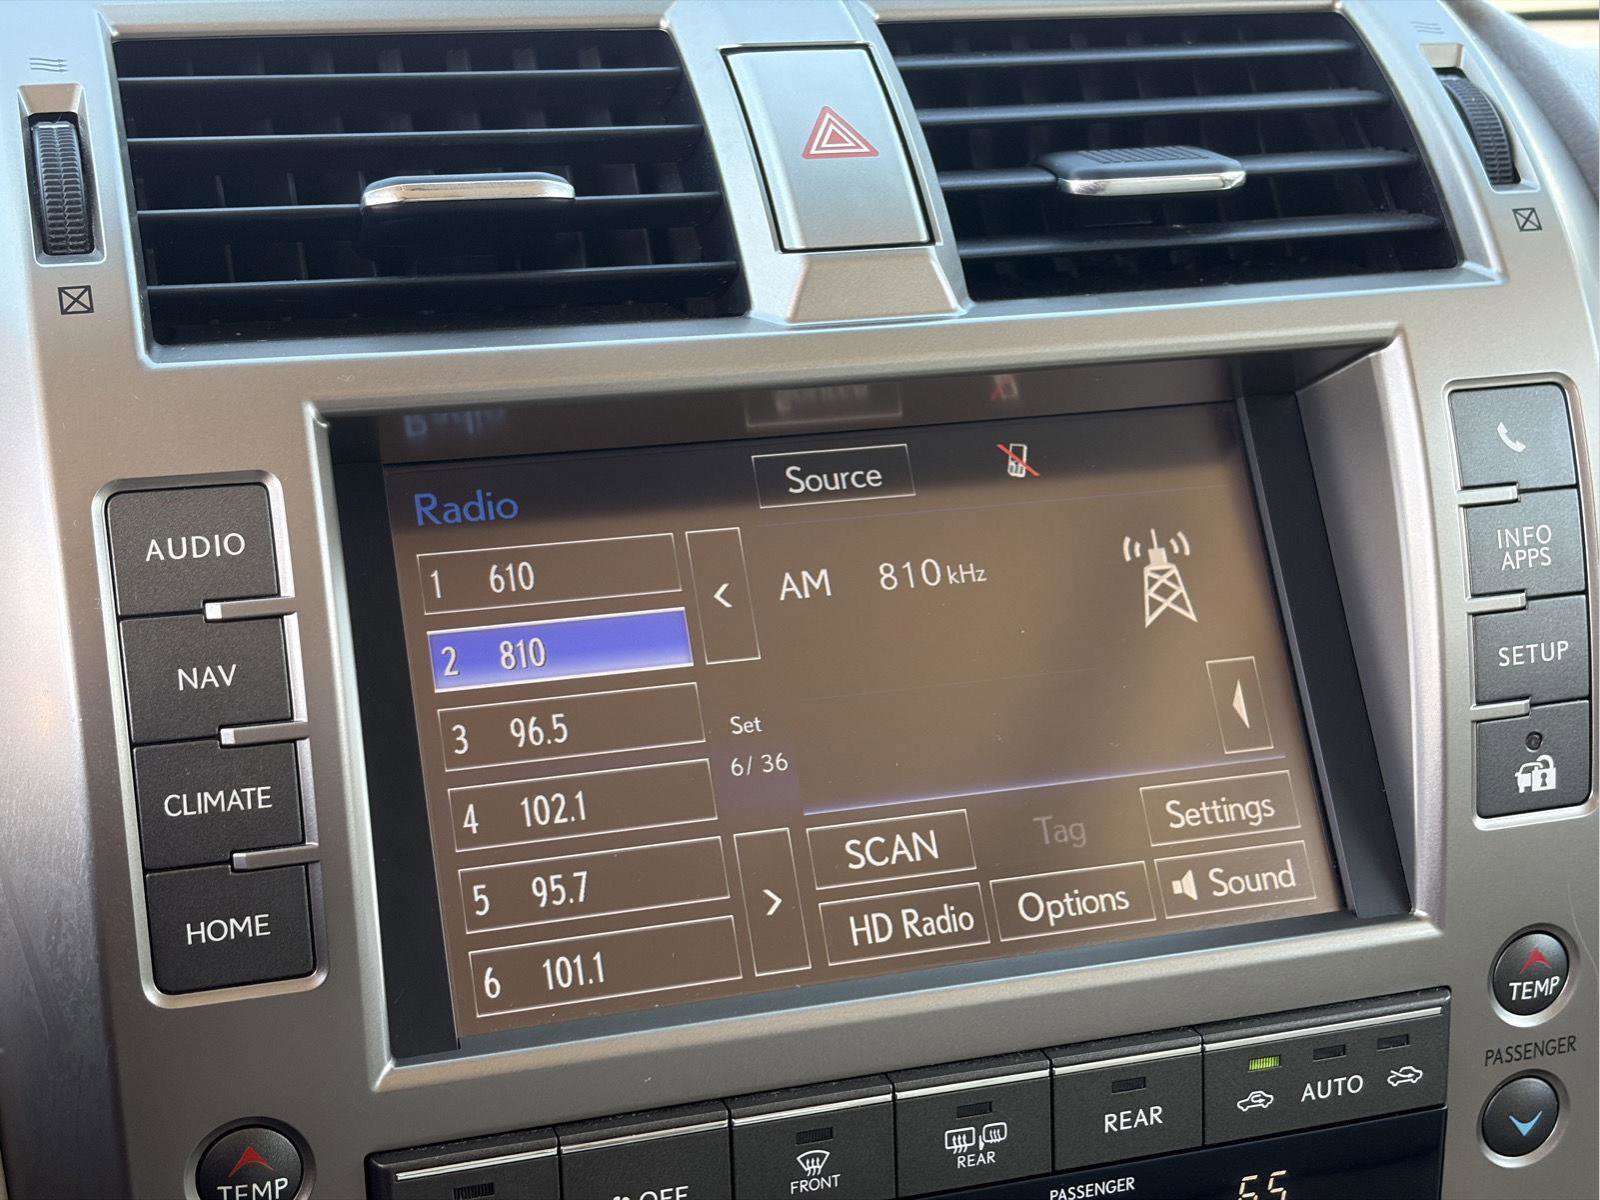 Source
Radio
1 610
2 810
3 96.5
4 102.1
5 95.7
6 101.1
<
Set
6/ 36
>
AM 810 kHz
SCAN
Tag
Settings
HD Radio
Options
Sound
AUDIO
NAV
CLIMATE
HOME
INFO
APPS
SETUP
TEMP
PASSENGER
TEMP
OFF
FRONT
REAR
REAR
AUTO
PASSENGER
65